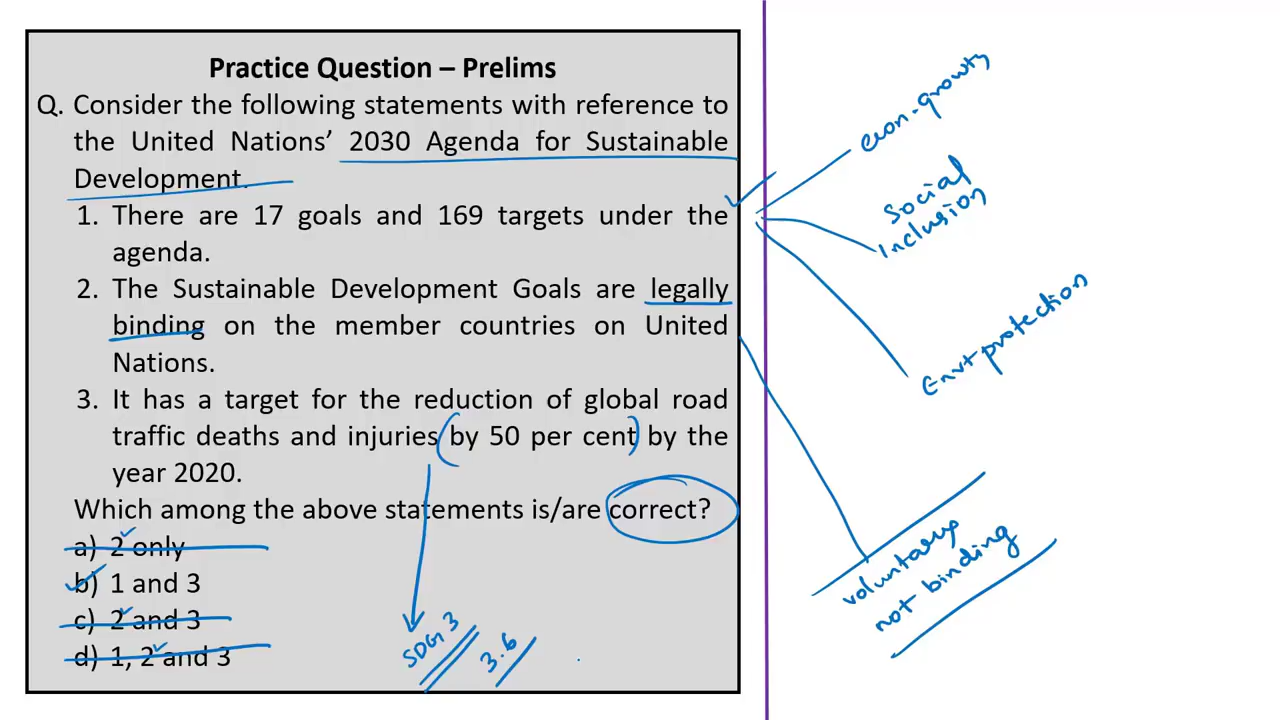 Practice Question – Prelims
Q. Consider the following statements with reference to
the United Nations’ 2030 Agenda for Sustainable
Development.
1. There are 17 goals and 169 targets under the
agenda.
2. The Sustainable Development Goals are legally
binding on the member countries on United
Nations.
3. It has a target for the reduction of global road
traffic deaths and injuries (by 50 per cent) by the
year 2020.
Which among the above statements is/are correct?
a) 2 only
b) 1 and 3
c) 2 and 3
d) 1, 2 and 3
SDG 3
3.6
econ-growth
Social
Inclusion
Envt protection
voluntary
not binding